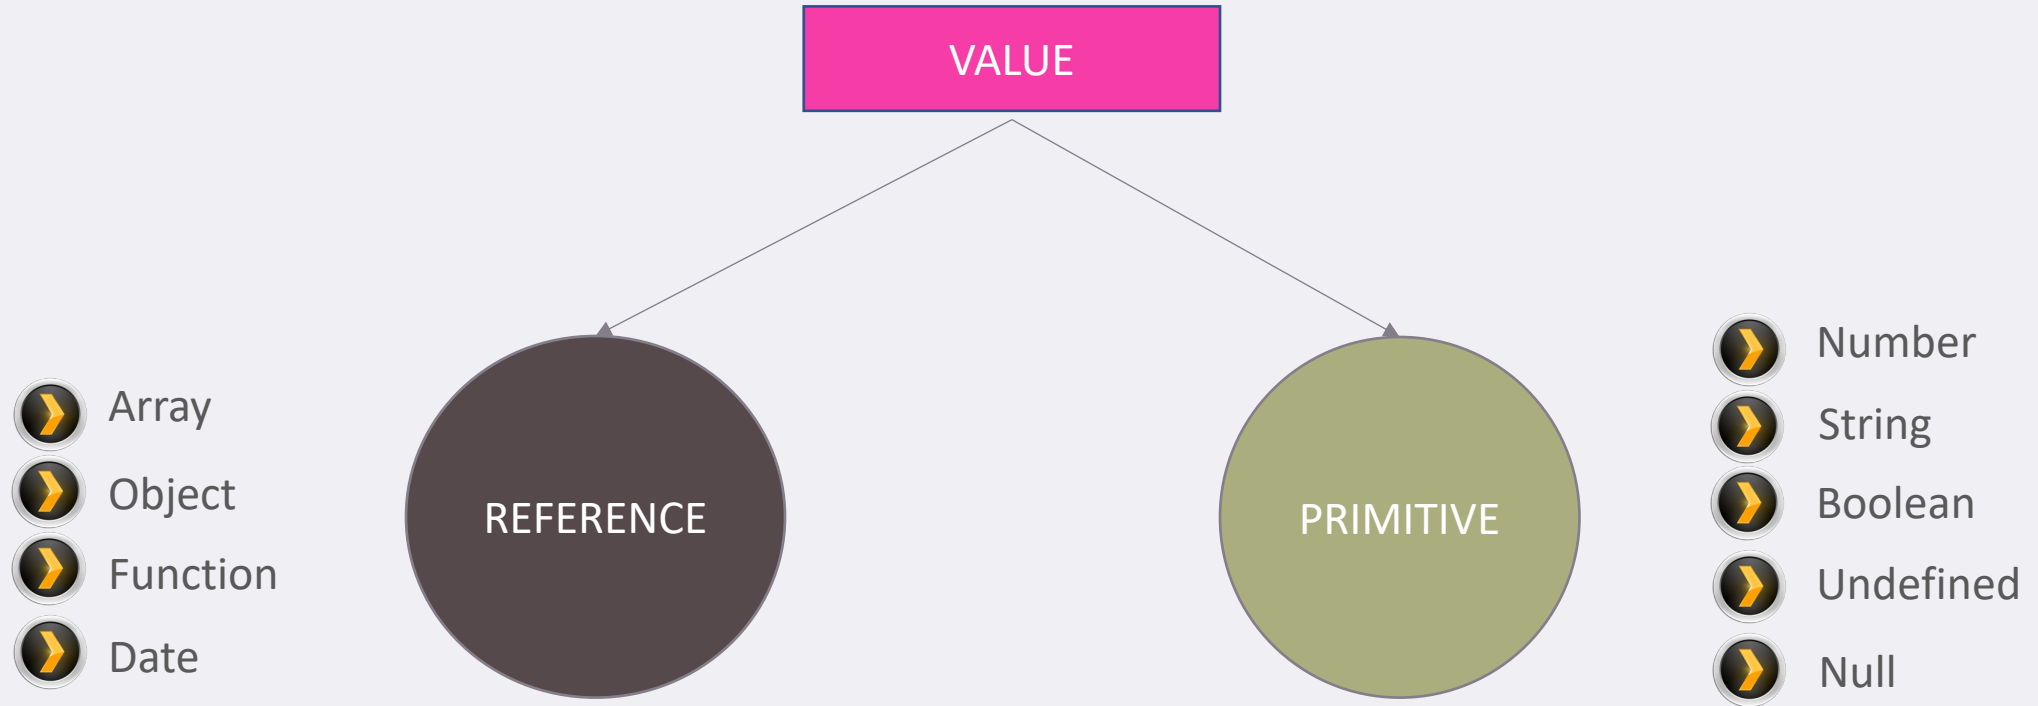 VALUE
REFERENCE
Array
Object
Function
Date
PRIMITIVE
Number
String
Boolean
Undefined
Null